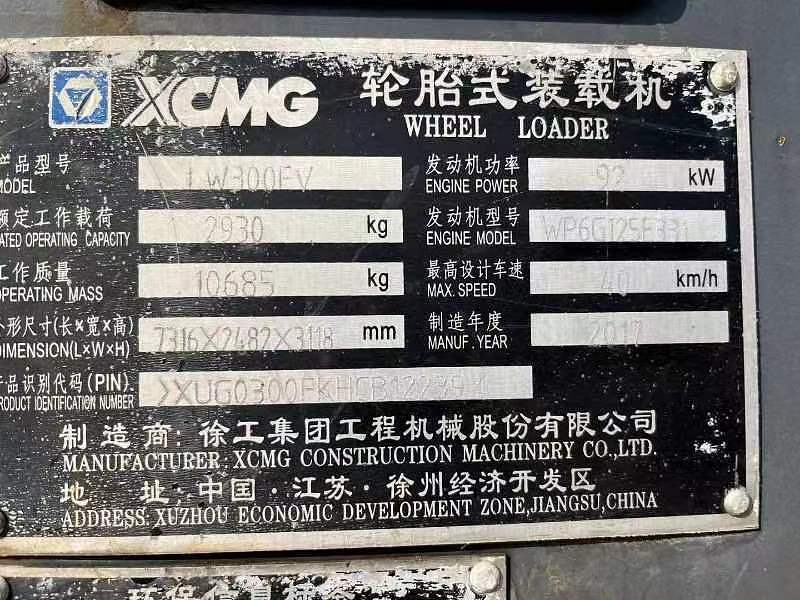 XCMG 轮胎式装载机
WHEEL LOADER
产品型号 LW300FV 发动机功率 92 kW
MODEL ENGINE POWER
额定工作载荷 2930 kg 发动机型号 WP6G125E331
RATED OPERATING CAPACITY ENGINE MODEL
工作质量 10685 kg 最高设计车速 40 km/h
OPERATING MASS MAX. SPEED
外形尺寸(长×宽×高) 7316×2482×3118 mm 制造年度 2017
DIMENSION(L×W×H) MANUF. YEAR
产品识别代码(PIN)
PRODUCT IDENTIFICATION NUMBER
制造商: 徐工集团工程机械股份有限公司
MANUFACTURER: XCMG CONSTRUCTION MACHINERY CO.,LTD.
地 址: 中国·江苏·徐州经济开发区
ADDRESS: XUZHOU ECONOMIC DEVELOPMENT ZONE,JIANGSU,CHINA
环保信息标签